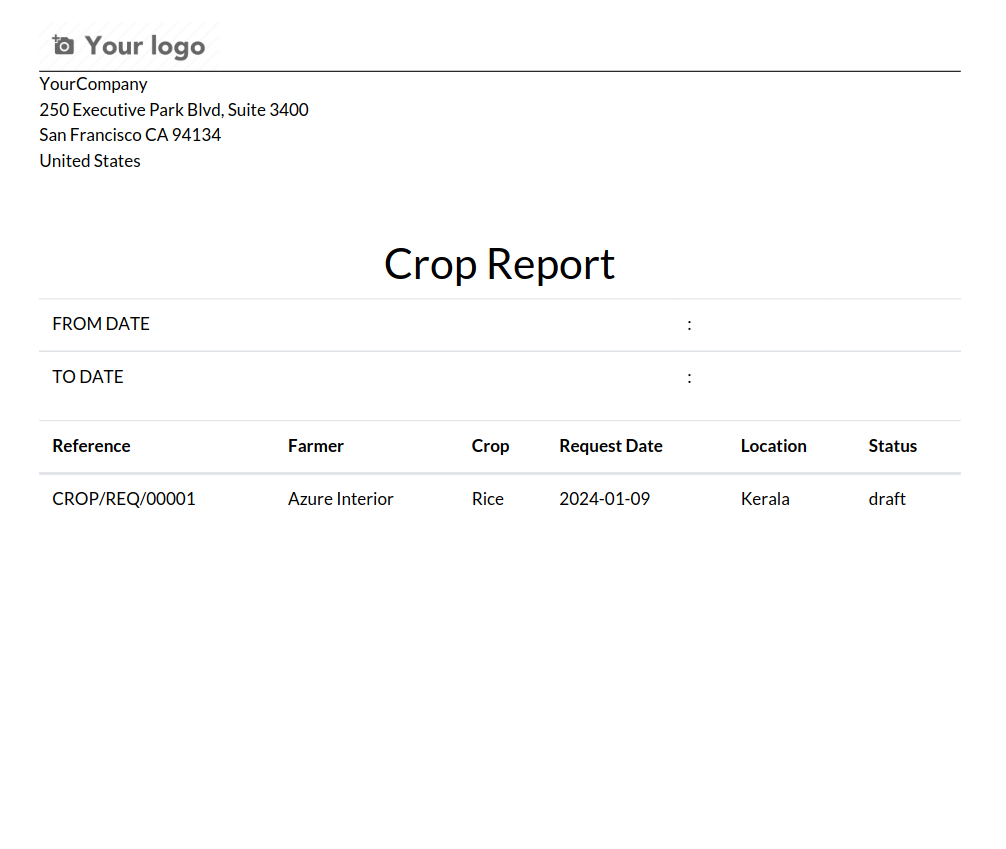 Your logo
YourCompany
250 Executive Park Blvd, Suite 3400
San Francisco CA 94134
United States
Crop Report
FROM DATE :
TO DATE :
Reference Farmer Crop Request Date Location Status
CROP/REQ/00001 Azure Interior Rice 2024-01-09 Kerala draft